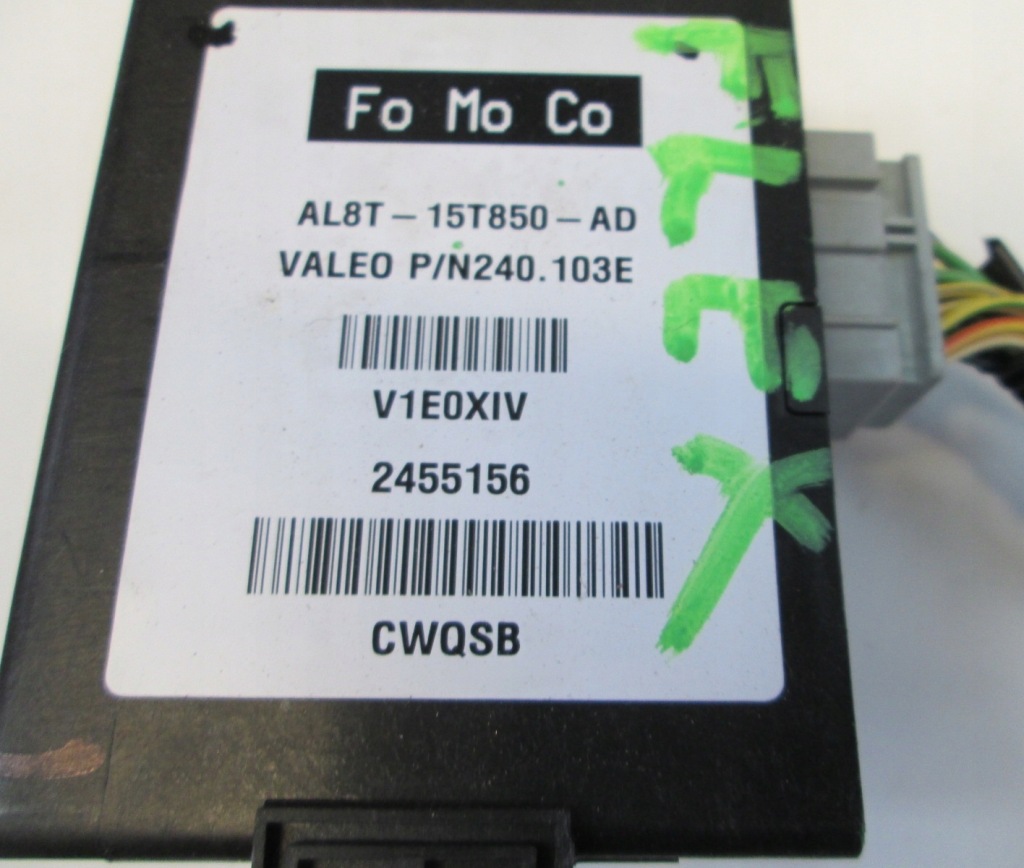 Fo Mo Co
AL8T – 15T850 – AD
VALEO P/N240.103E
V1E0XIV
2455156
CWQSB